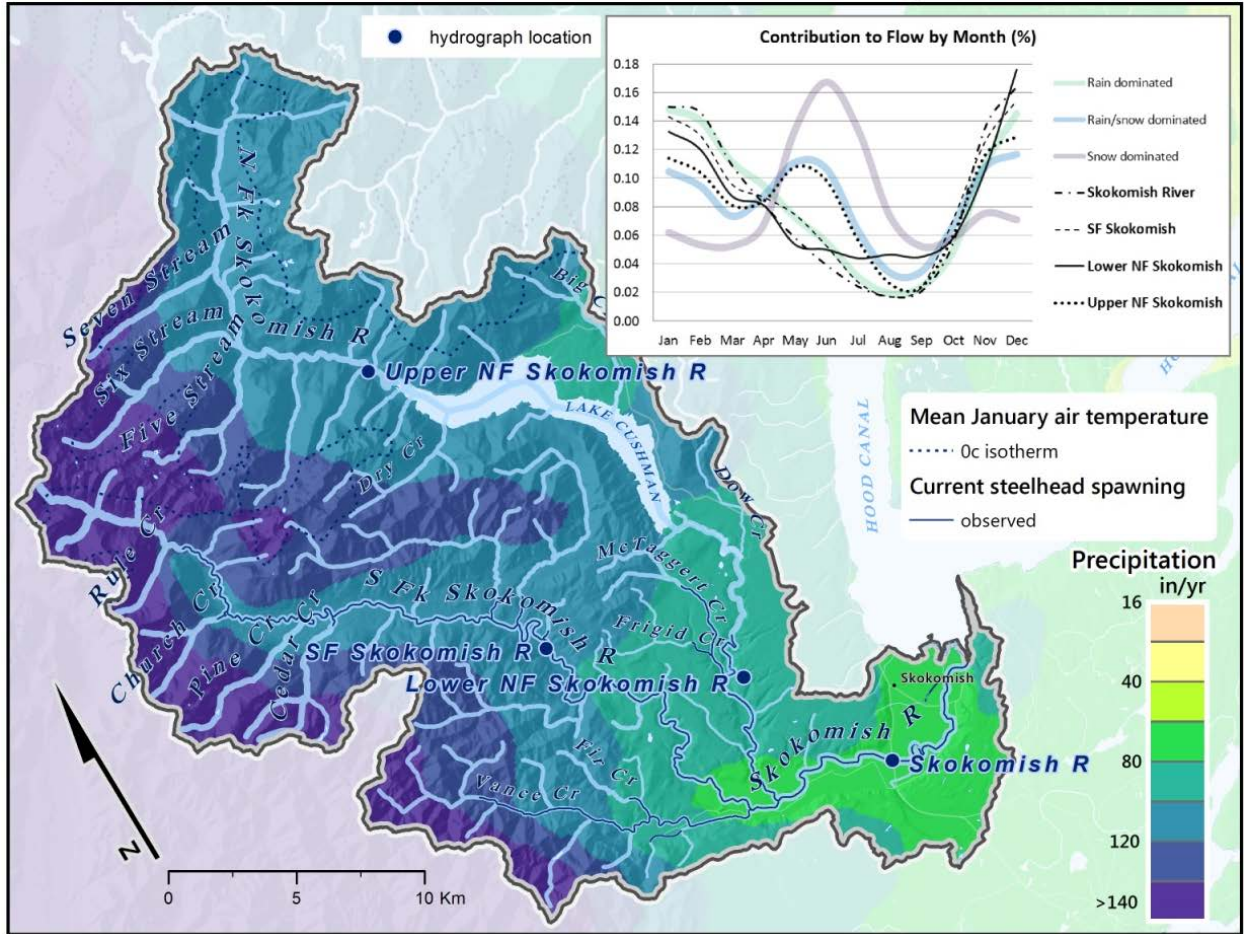 hydrograph location
Contribution to Flow by Month (%)
0.18
0.16
0.14
0.12
0.10
0.08
0.06
0.04
0.02
0.00
Jan Feb Mar Apr May Jun Jul Aug Sep Oct Nov Dec
Rain dominated
Rain/snow dominated
Snow dominated
Skokomish River
SF Skokomish
Lower NF Skokomish
Upper NF Skokomish
N Fk Skokomish R
Seven Stream
Six Stream
Five Stream
Big C
Upper NF Skokomish R
LAKE CUSHMAN
Dry Cr
Dow Cr
HOOD CANAL
Mean January air temperature
0c isotherm
Current steelhead spawning
observed
McTaggert Cr
Frigid Cr
Rule Cr
Church Cr
Pine Cr
Cedar Cr
S Fk Skokomish R
SF Skokomish R
Lower NF Skokomish R
Skokomish
Skokomish R
Skokomish R
Fir Cr
Vance Cr
Precipitation
in/yr
16
40
80
120
>140
N
0 5 10 Km